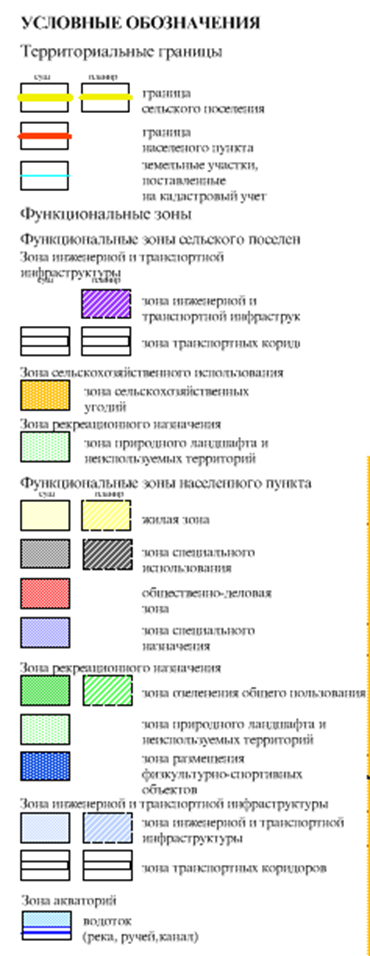 УСЛОВНЫЕ ОБОЗНАЧЕНИЯ
Территориальные границы
сущ планир
граница
сельского поселения
граница
населеного пункта
земельные участки,
поставленные
на кадастровый учет
Функциональные зоны
Функциональные зоны сельского поселен
Зона инженерной и транспортной
инфраструктуры
сущ планир
зона инженерной и
транспортной инфраструк
зона транспортных корид
Зона сельскохозяйственного использования
зона сельскохозяйственных
угодий
Зона рекреационного назначения
зона природного ландшафта и
неиспользуемых территорий
Функциональные зоны населенного пункта
сущ планир
жилая зона
зона специального
использования
общественно-деловая
зона
зона специального
назначения
Зона рекреационного назначения
зона озеленения общего пользования
зона природного ландшафта и
неиспользуемых территорий
зона размещения
физкультурно-спортивных
объектов
Зона инженерной и транспортной инфраструктуры
зона инженерной и транспортной
инфраструктуры
зона транспортных коридоров
Зона акваторий
водоток
(река, ручей,канал)